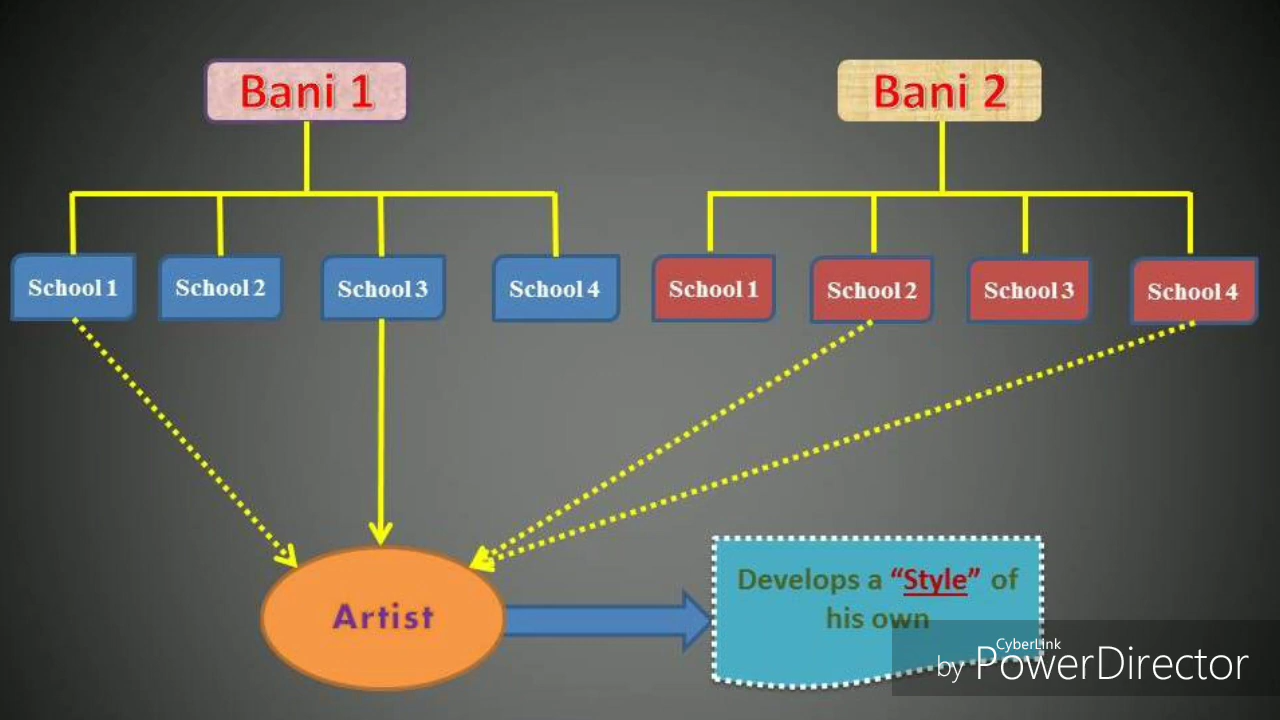 Bani 1
Bani 2
School 1
School 2
School 3
School 4
School 1
School 2
School 3
School 4
Artist
Develops a “Style” of
his own
CyberLink
by PowerDirector